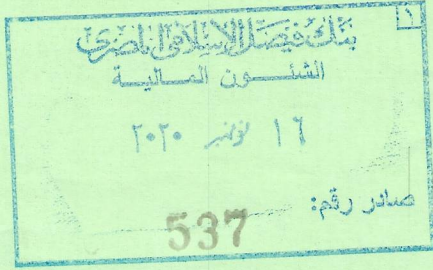 ١
بنك فيصل الإسلامي المصري
الشئون المالية
١٦ نوفمبر ٢٠٢٠
صادر رقم:
537